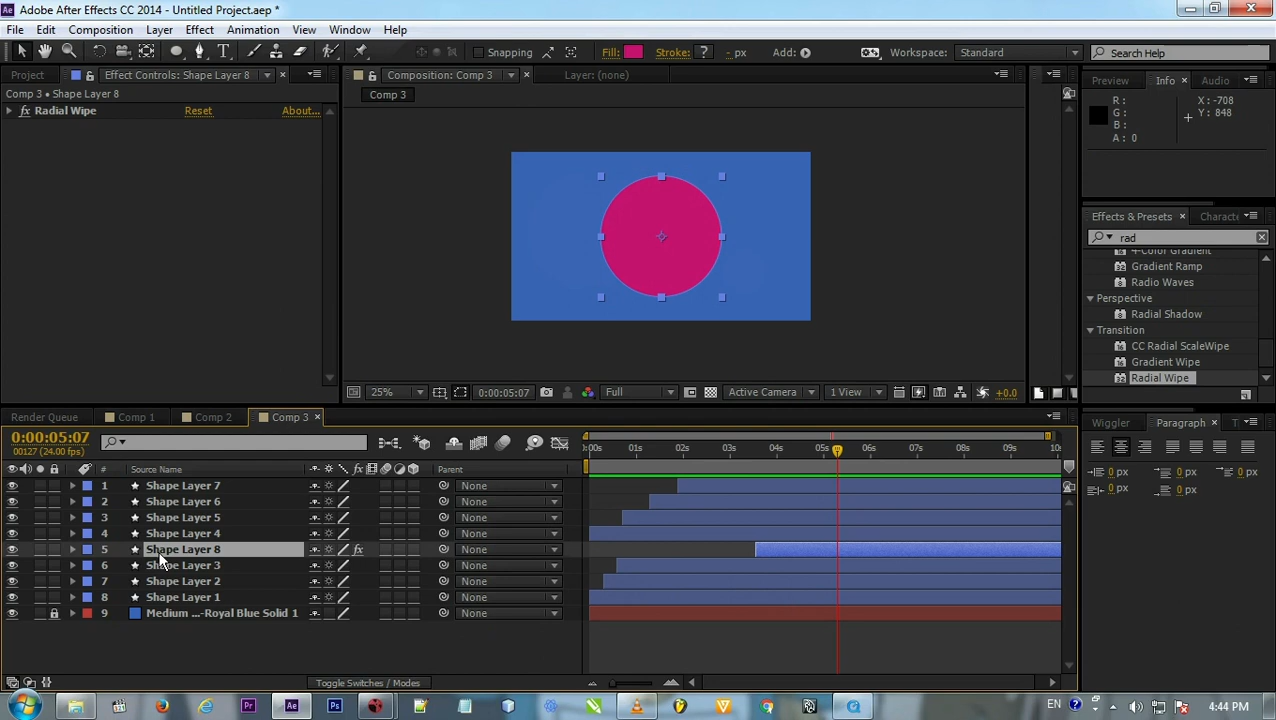 Adobe After Effects CC 2014 - Untitled Project.aep *
File Edit Composition Layer Effect Animation View Window Help
Snapping Fill: Stroke: ? - px Add: Workspace: Standard Search Help
Project Effect Controls: Shape Layer 8 Composition: Comp 3 Layer: (none) Preview Info Audio
Comp 3 • Shape Layer 8 Comp 3
fx Radial Wipe Reset About...
R: X: -708
G: Y: 848
B:
A: 0
Effects & Presets Characte
rad
4-Color Gradient
Gradient Ramp
Radio Waves
Perspective
Radial Shadow
Transition
CC Radial ScaleWipe
Gradient Wipe
Radial Wipe
25% 0:00:05:07 Full Active Camera 1 View +0.0
Render Queue Comp 1 Comp 2 Comp 3 Wiggler Paragraph T
0:00:05:07
00127 (24.00 fps)
0:00s 01s 02s 03s 04s 05s 06s 07s 08s 09s 10s
# Source Name Parent
0 px 0 px 0 px
0 px 0 px
1 Shape Layer 7 None
2 Shape Layer 6 None
3 Shape Layer 5 None
4 Shape Layer 4 None
5 Shape Layer 8 fx None
6 Shape Layer 3 None
7 Shape Layer 2 None
8 Shape Layer 1 None
9 Medium ...-Royal Blue Solid 1 None
Toggle Switches / Modes
Pr Ae Ps EN 4:44 PM